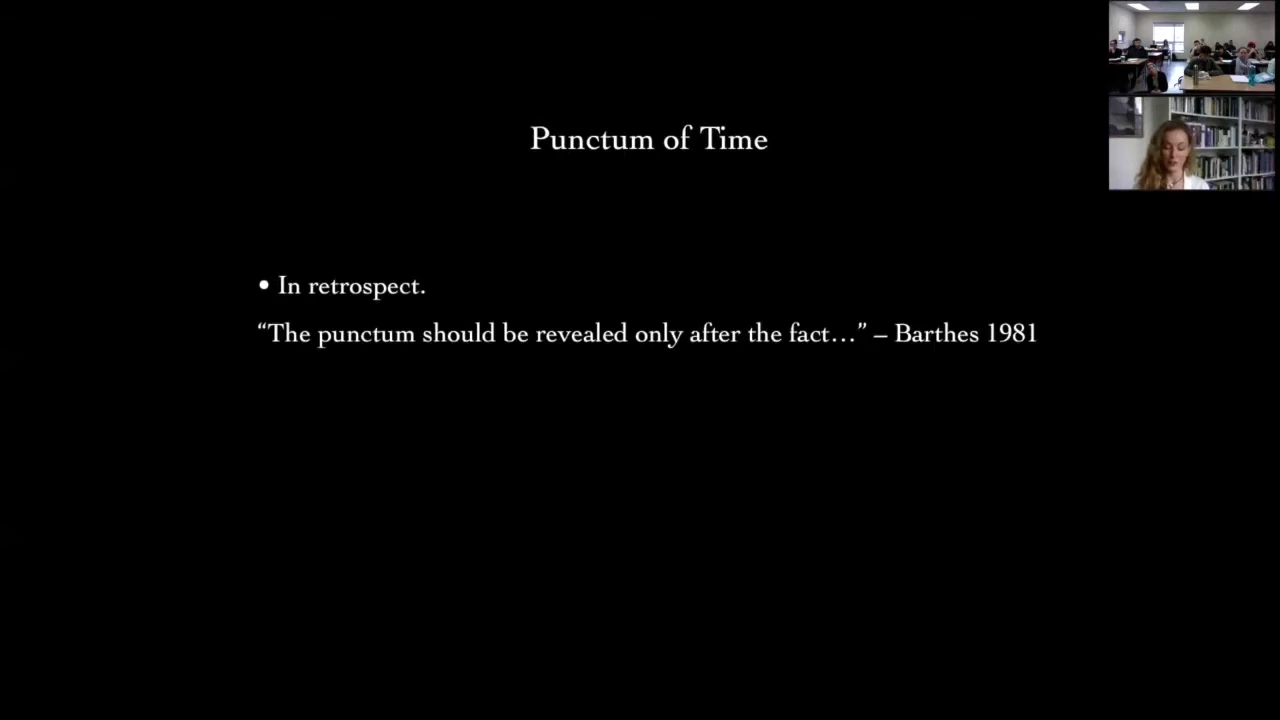 Punctum of Time
• In retrospect.
“The punctum should be revealed only after the fact…” – Barthes 1981